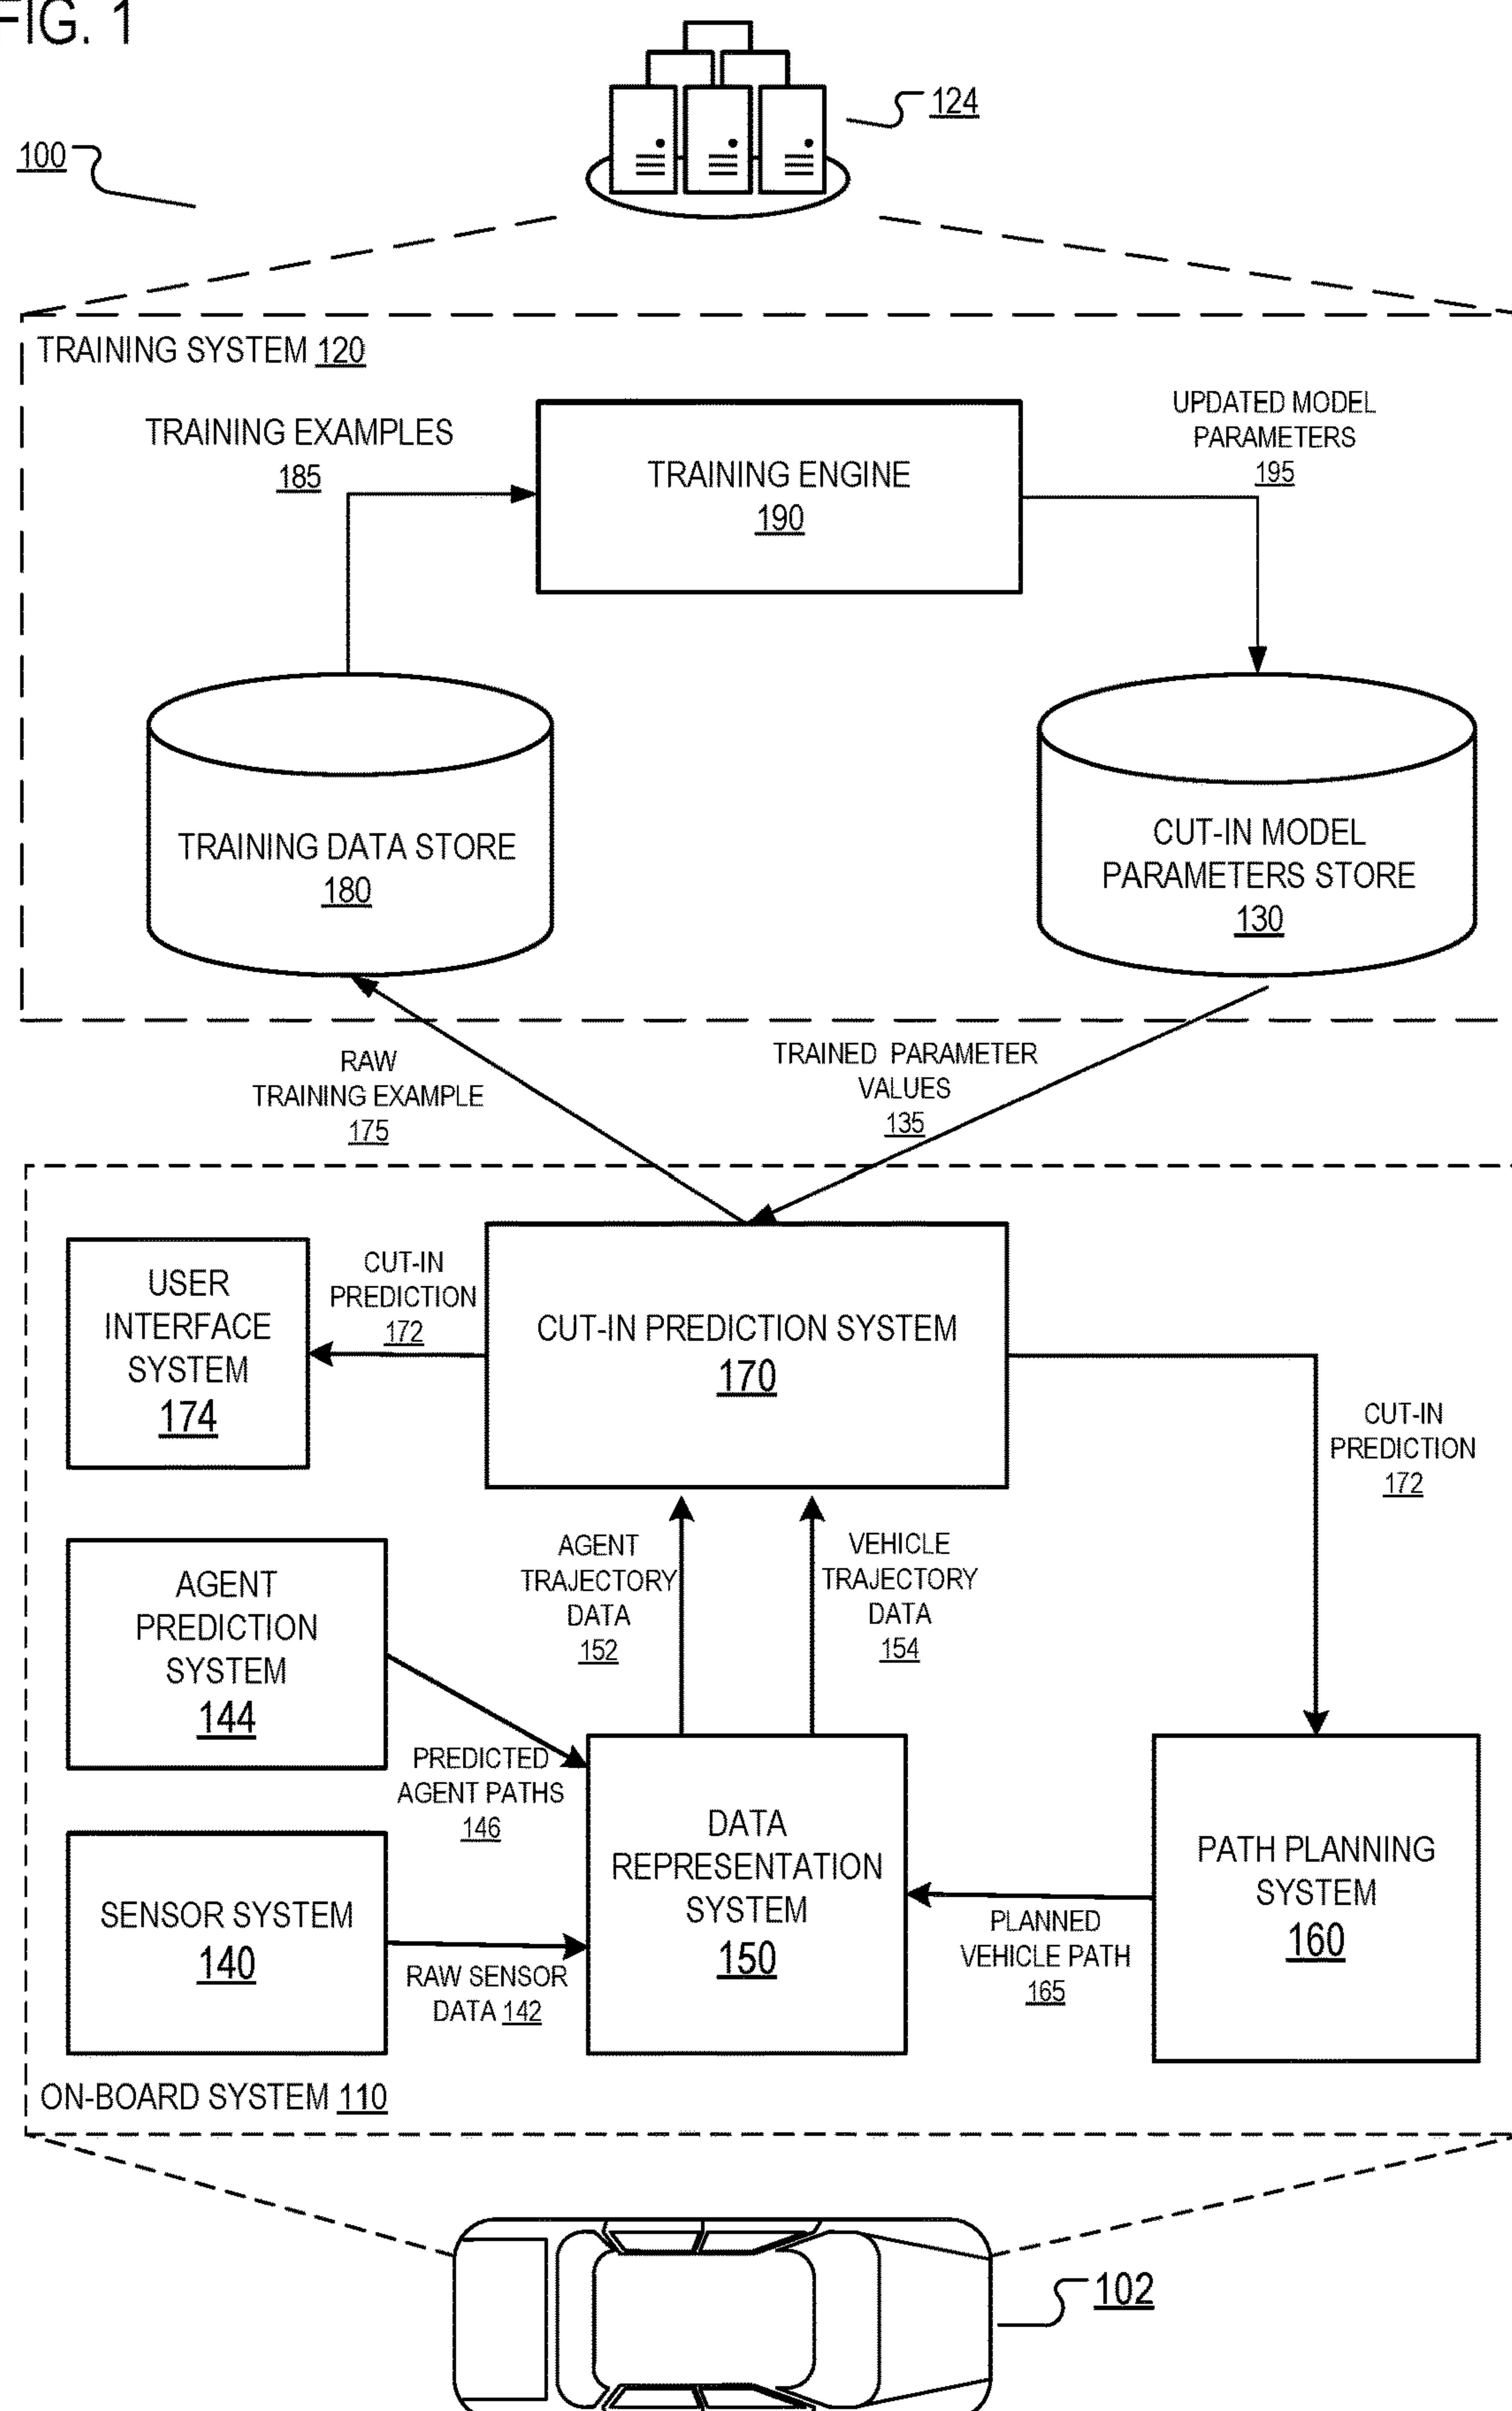 FIG. 1
124
100
TRAINING SYSTEM 120
TRAINING EXAMPLES
185
TRAINING ENGINE
190
UPDATED MODEL
PARAMETERS
195
TRAINING DATA STORE
180
CUT-IN MODEL
PARAMETERS STORE
130
RAW
TRAINING EXAMPLE
175
TRAINED PARAMETER
VALUES
135
USER
INTERFACE
SYSTEM
174
CUT-IN
PREDICTION
172
CUT-IN PREDICTION SYSTEM
170
CUT-IN
PREDICTION
172
AGENT
PREDICTION
SYSTEM
144
AGENT
TRAJECTORY
DATA
152
VEHICLE
TRAJECTORY
DATA
154
PREDICTED
AGENT PATHS
146
SENSOR SYSTEM
140
RAW SENSOR
DATA 142
DATA
REPRESENTATION
SYSTEM
150
PLANNED
VEHICLE PATH
165
PATH PLANNING
SYSTEM
160
ON-BOARD SYSTEM 110
102